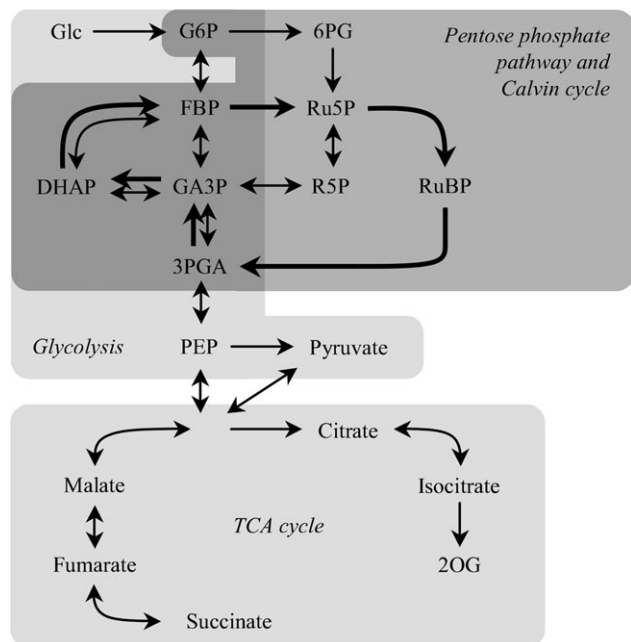 Glc G6P 6PG Pentose phosphate
pathway and
Calvin cycle
FBP Ru5P
DHAP GA3P R5P RuBP
3PGA
Glycolysis PEP Pyruvate
Citrate
Malate Isocitrate
TCA cycle
Fumarate 2OG
Succinate